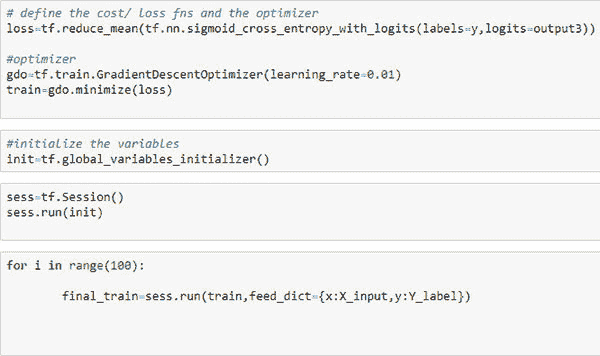 # define the cost/ loss fns and the optimizer
loss=tf.reduce_mean(tf.nn.sigmoid_cross_entropy_with_logits(labels=y,logits=output3))
#optimizer
gdo=tf.train.GradientDescentOptimizer(learning_rate=0.01)
train=gdo.minimize(loss)
#initialize the variables
init=tf.global_variables_initializer()
sess=tf.Session()
sess.run(init)
for i in range(100):
final_train=sess.run(train,feed_dict={x:X_input,y:Y_label})